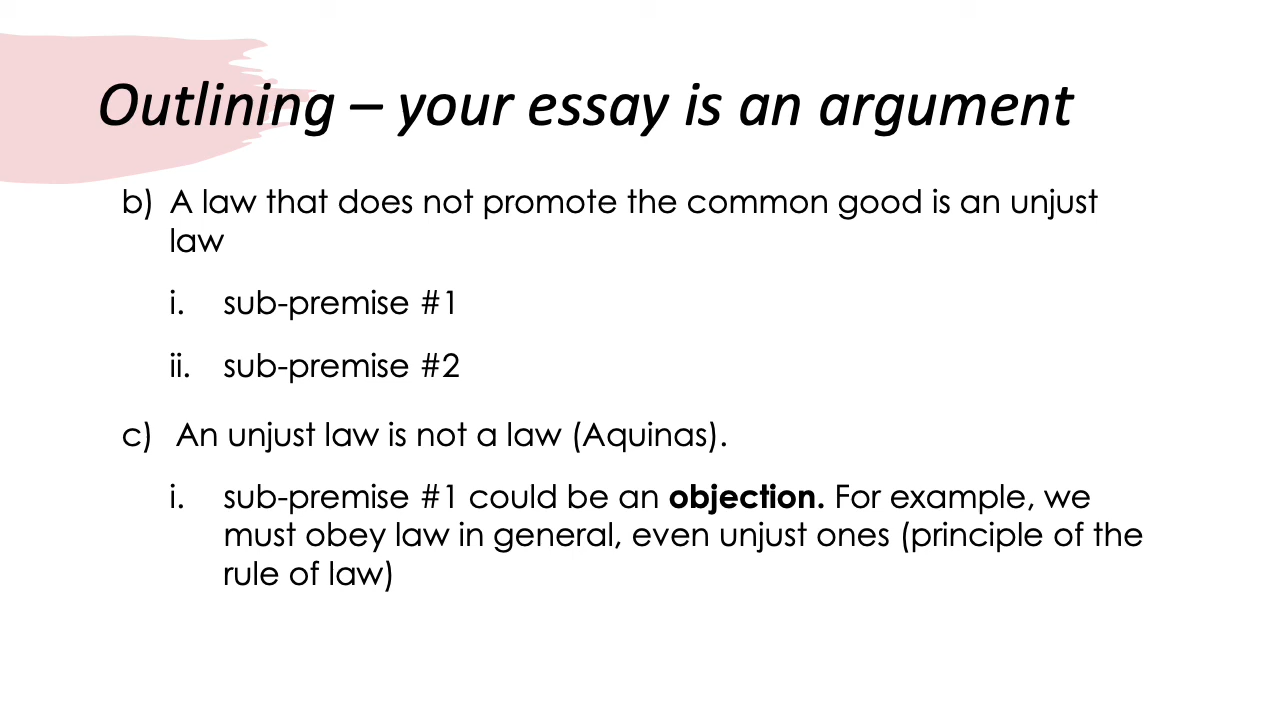 Outlining – your essay is an argument
b) A law that does not promote the common good is an unjust
law
i. sub-premise #1
ii. sub-premise #2
c) An unjust law is not a law (Aquinas).
i. sub-premise #1 could be an objection. For example, we
must obey law in general, even unjust ones (principle of the
rule of law)